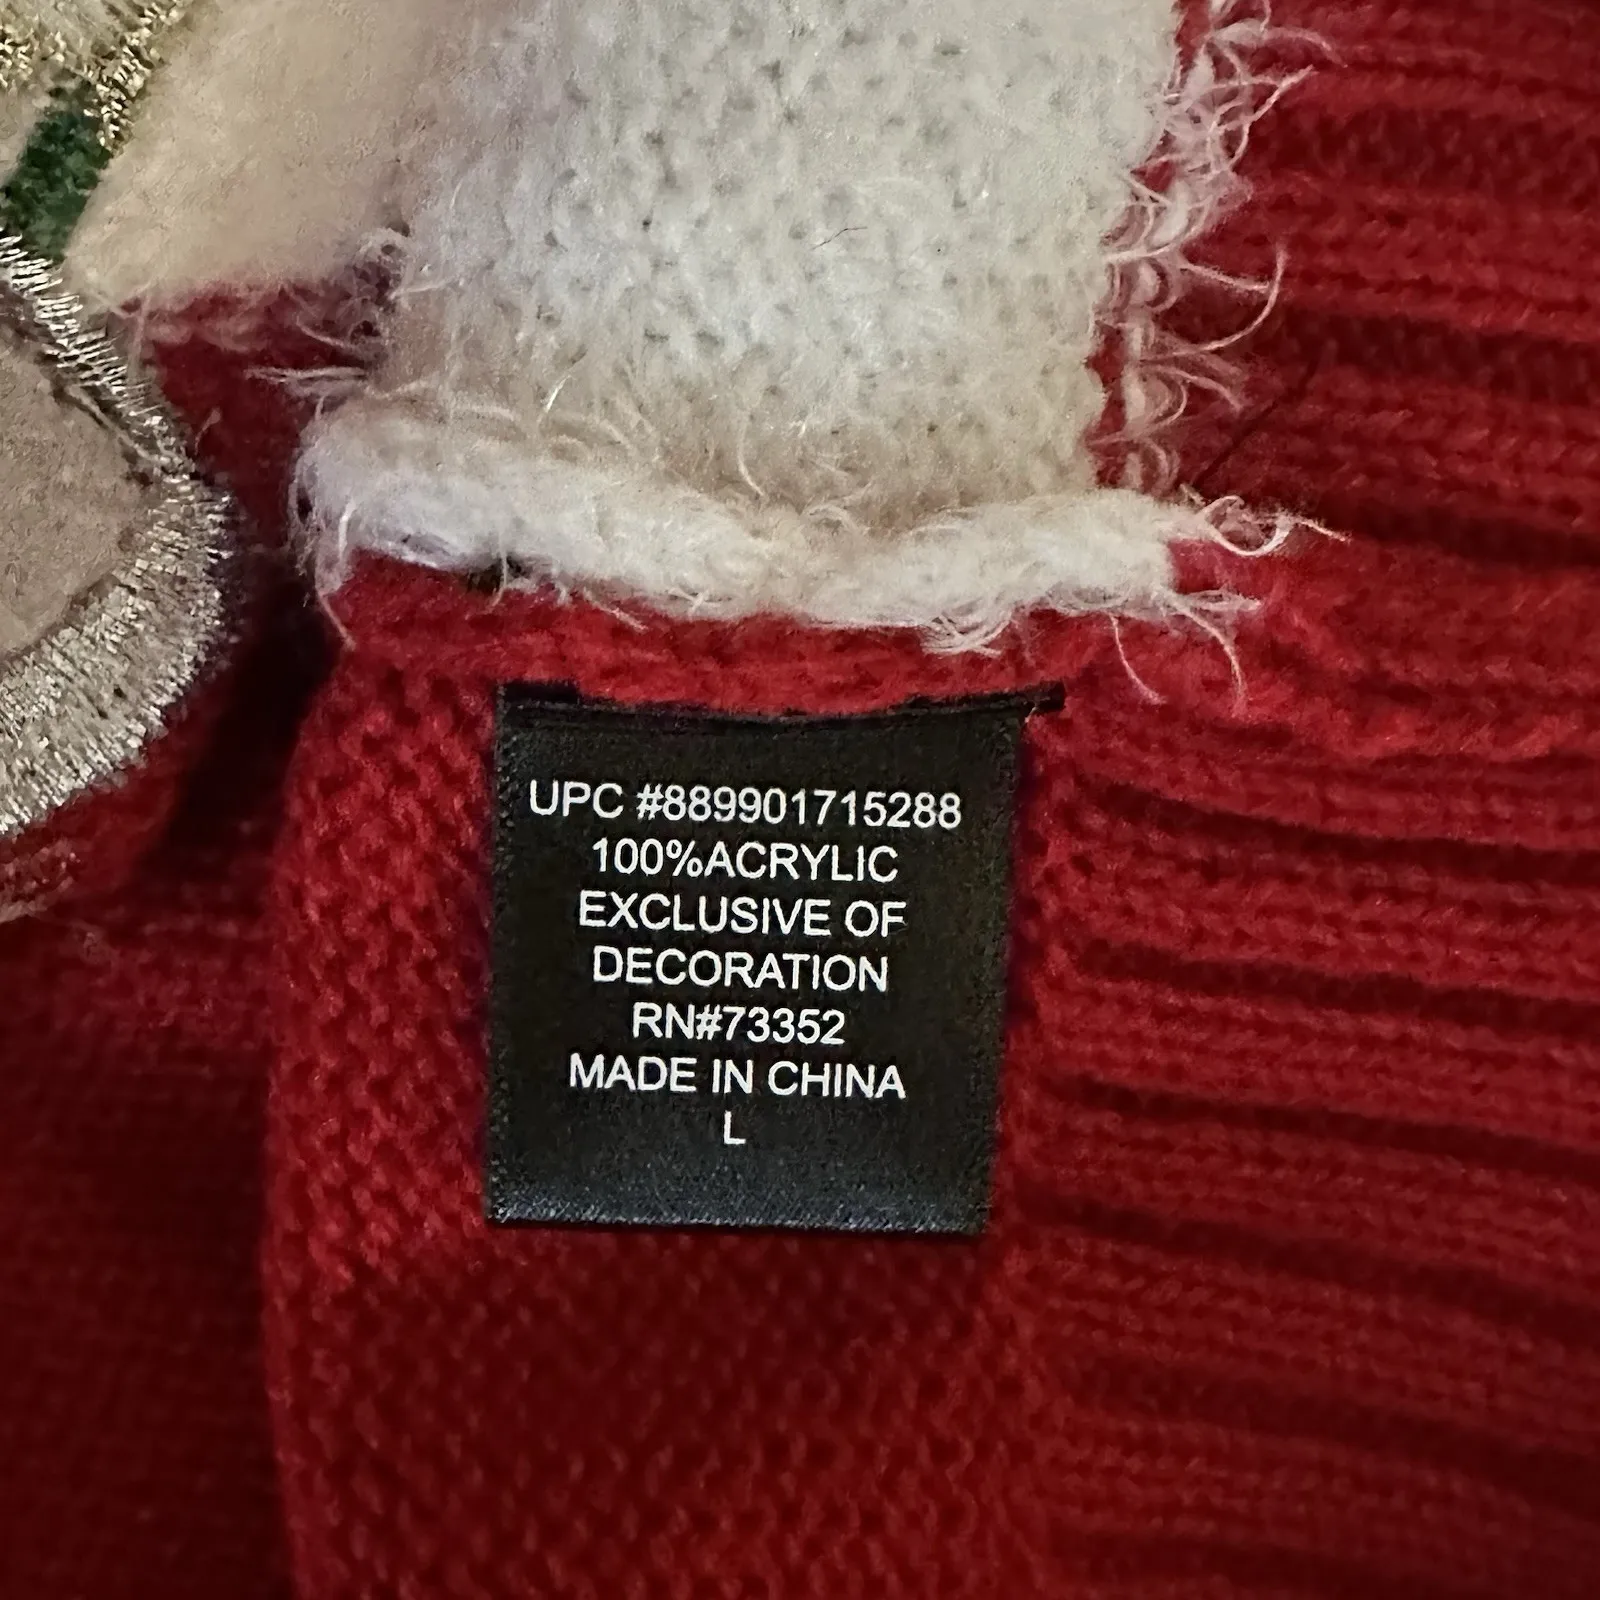 UPC #889901715288
100%ACRYLIC
EXCLUSIVE OF
DECORATION
RN#73352
MADE IN CHINA
L